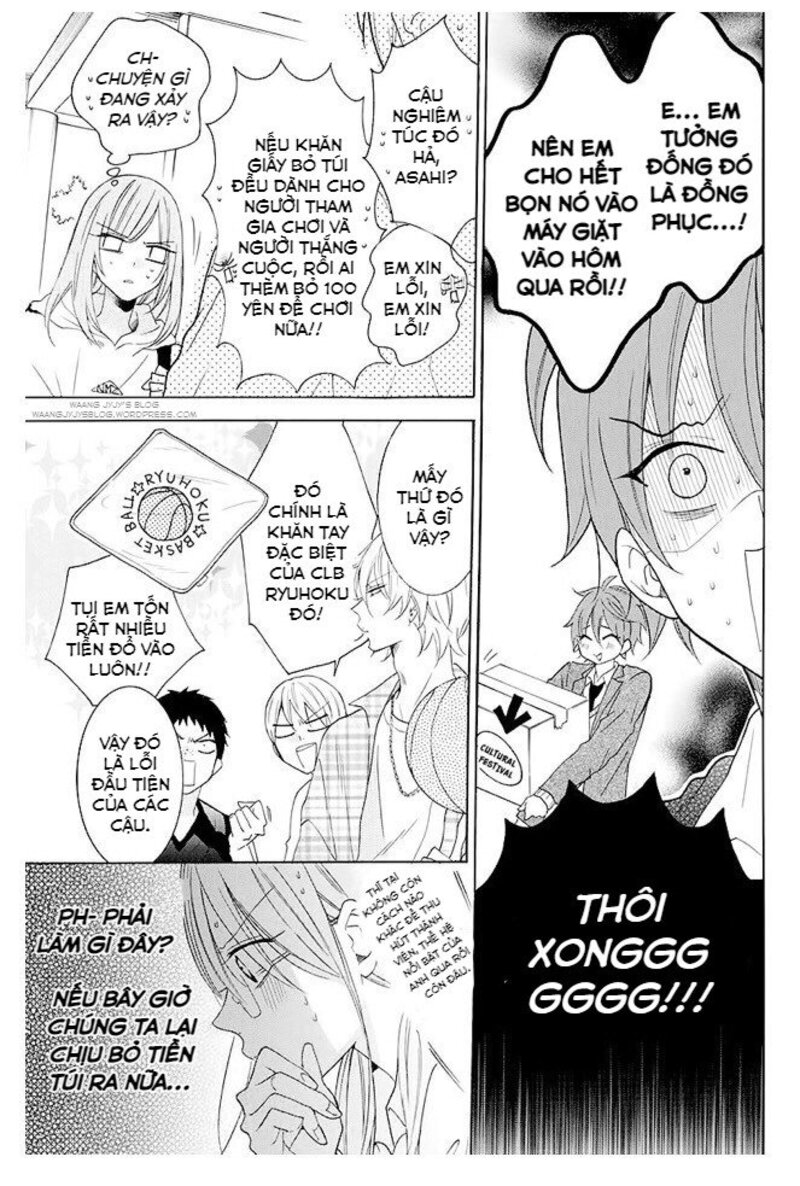 E... EM
TƯỞNG
ĐỐNG ĐÓ
LÀ ĐỒNG
PHỤC...!
NÊN EM
CHO HẾT
BỌN NÓ VÀO
MÁY GIẶT
VÀO HÔM
QUA RỒI!!
CULTURAL
FESTIVAL
THÔI
XONGGG
GGGG!!!
CẬU
NGHIÊM
TÚC ĐÓ
HẢ,
ASAHI?
EM XIN
LỖI,
EM XIN
LỖI!
NẾU KHĂN
GIẤY BỎ TÚI
ĐỀU DÀNH CHO
NGƯỜI THAM
GIA CHƠI VÀ
NGƯỜI THẮNG
CUỘC, RỒI AI
THÈM BỎ 100
YÊN ĐỂ CHƠI
NỮA!!
CH-
CHUYỆN GÌ
ĐANG XẢY
RA VẬY?
WAANG JYJY'S BLOG
WAANGJYJYSBLOG.WORDPRESS.COM
MẤY
THỨ ĐÓ
LÀ GÌ
VẬY?
ĐÓ
CHÍNH LÀ
KHĂN TAY
ĐẶC BIỆT
CỦA CLB
RYUHOKU
ĐÓ!
RYUHOKU☆BASKET BALL☆
TỤI EM TỐN
RẤT NHIỀU
TIỀN ĐỔ VÀO
LUÔN!!
VẬY ĐÓ
LÀ LỖI
ĐẦU TIÊN
CỦA CÁC
CẬU.
THÌ TẠI
KHÔNG CÒN
CÁCH NÀO
KHÁC ĐỂ THU
HÚT THÀNH
VIÊN, THẾ HỆ
NỔI BẬT CỦA
ANH QUA RỒI
CÒN ĐÂU.
PH- PHẢI
LÀM GÌ ĐÂY?
NẾU BÂY GIỜ
CHÚNG TA LẠI
CHỊU BỎ TIỀN
TÚI RA NỮA...